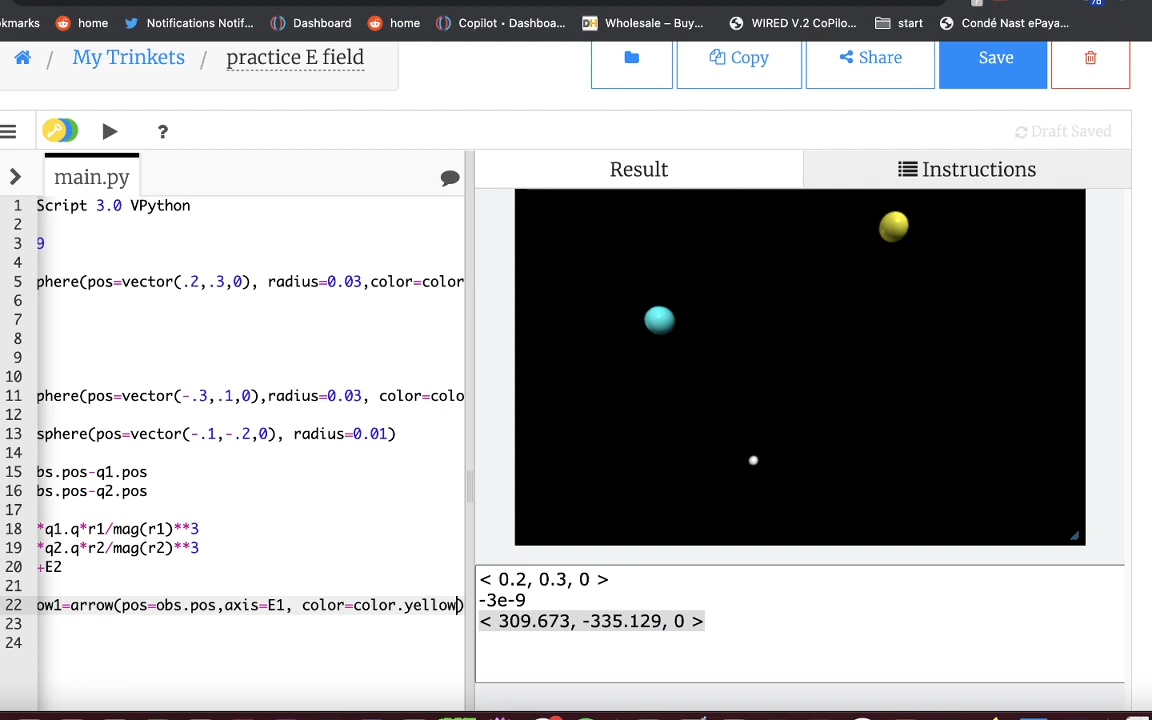 okmarks home Notifications Notif... Dashboard home Copilot • Dashboa... Wholesale – Buy... WIRED V.2 CoPilo... start Condé Nast ePaya...
/ My Trinkets / practice E field Copy Share Save
? Draft Saved
main.py Result Instructions
1 Script 3.0 VPython
2
3 9
4
5 phere(pos=vector(.2,.3,0), radius=0.03,color=color
6
7
8
9
10
11 phere(pos=vector(-.3,.1,0),radius=0.03, color=colo
12
13 sphere(pos=vector(-.1,-.2,0), radius=0.01)
14
15 bs.pos-q1.pos
16 bs.pos-q2.pos
17
18 *q1.q*r1/mag(r1)**3
19 *q2.q*r2/mag(r2)**3
20 +E2
21
22 ow1=arrow(pos=obs.pos,axis=E1, color=color.yellow)
23
24
< 0.2, 0.3, 0 >
-3e-9
< 309.673, -335.129, 0 >